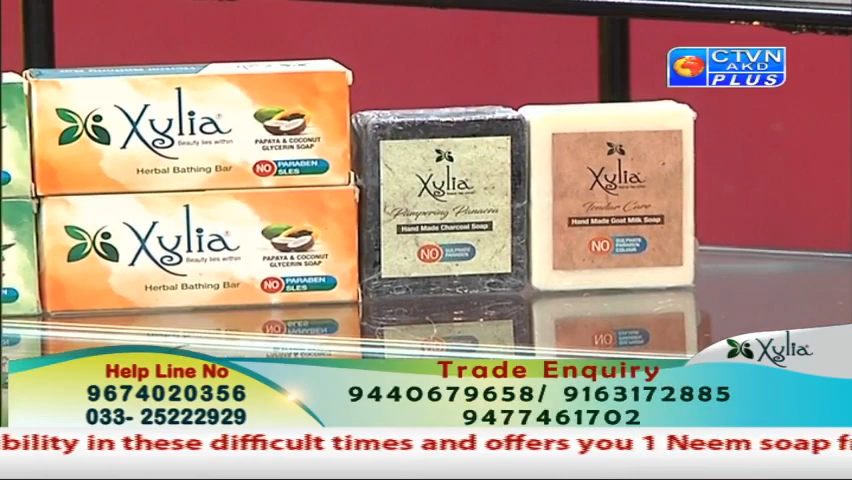 CTVN
AKD
PLUS
Xylia®
Beauty lies within
Herbal Bathing Bar
PAPAYA & COCONUT
GLYCERIN SOAP
NO PARABEN
SLES
Xylia®
Beauty lies within
Herbal Bathing Bar
PAPAYA & COCONUT
GLYCERIN SOAP
NO PARABEN
SLES
Xylia
Pampering Panacea
Hand Made Charcoal Soap
NO SULPHATE
PARABEN
Xylia
Tendur Care
Hand Made Goat Milk Soap
NO SULPHATE
PARABEN
COLOUR
Xylia
Help Line No
9674020356
033- 25222929
Trade Enquiry
9440679658/ 9163172885
9477461702
bility in these difficult times and offers you 1 Neem soap f